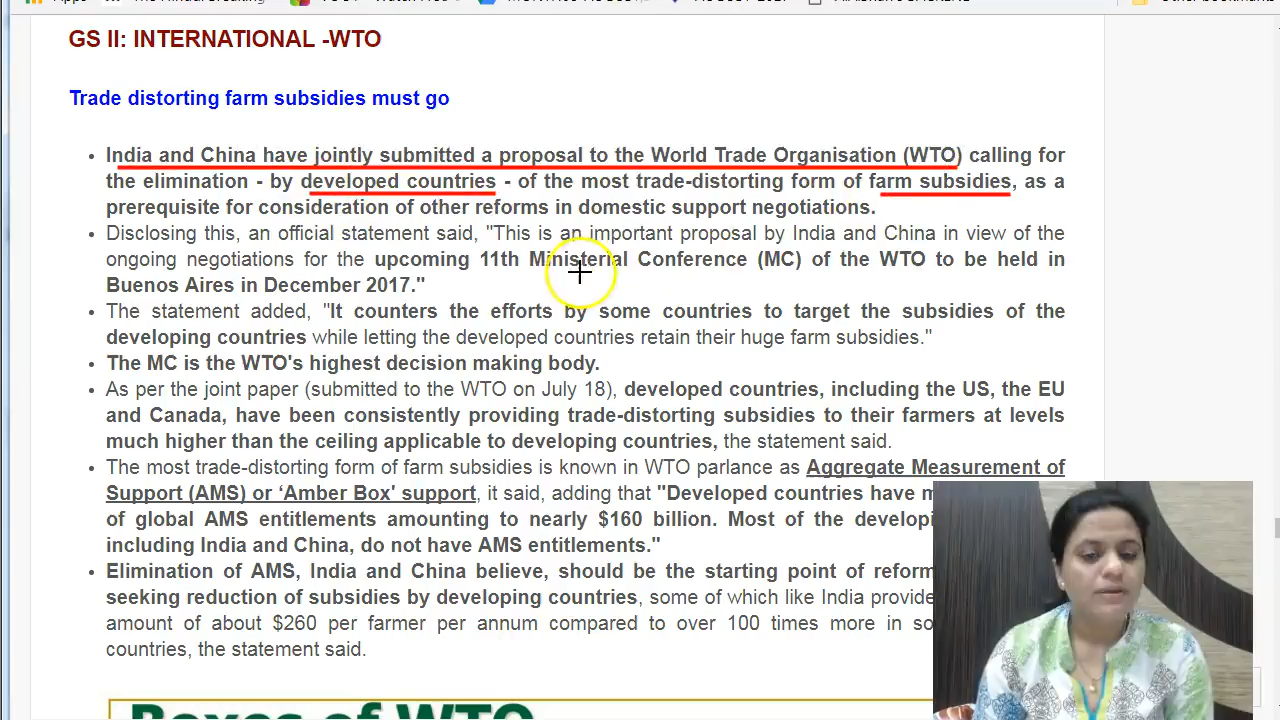 GS II: INTERNATIONAL -WTO
Trade distorting farm subsidies must go
• India and China have jointly submitted a proposal to the World Trade Organisation (WTO) calling for
the elimination - by developed countries - of the most trade-distorting form of farm subsidies, as a
prerequisite for consideration of other reforms in domestic support negotiations.
• Disclosing this, an official statement said, "This is an important proposal by India and China in view of the
ongoing negotiations for the upcoming 11th Ministerial Conference (MC) of the WTO to be held in
Buenos Aires in December 2017."
• The statement added, "It counters the efforts by some countries to target the subsidies of the
developing countries while letting the developed countries retain their huge farm subsidies."
• The MC is the WTO's highest decision making body.
• As per the joint paper (submitted to the WTO on July 18), developed countries, including the US, the EU
and Canada, have been consistently providing trade-distorting subsidies to their farmers at levels
much higher than the ceiling applicable to developing countries, the statement said.
• The most trade-distorting form of farm subsidies is known in WTO parlance as Aggregate Measurement of
Support (AMS) or ‘Amber Box' support, it said, adding that "Developed countries have
of global AMS entitlements amounting to nearly $160 billion. Most of the
including India and China, do not have AMS entitlements."
• Elimination of AMS, India and China believe, should be the starting point of
seeking reduction of subsidies by developing countries, some of which like India
amount of about $260 per farmer per annum compared to over 100 times more in
countries, the statement said.
Boxes of WTO